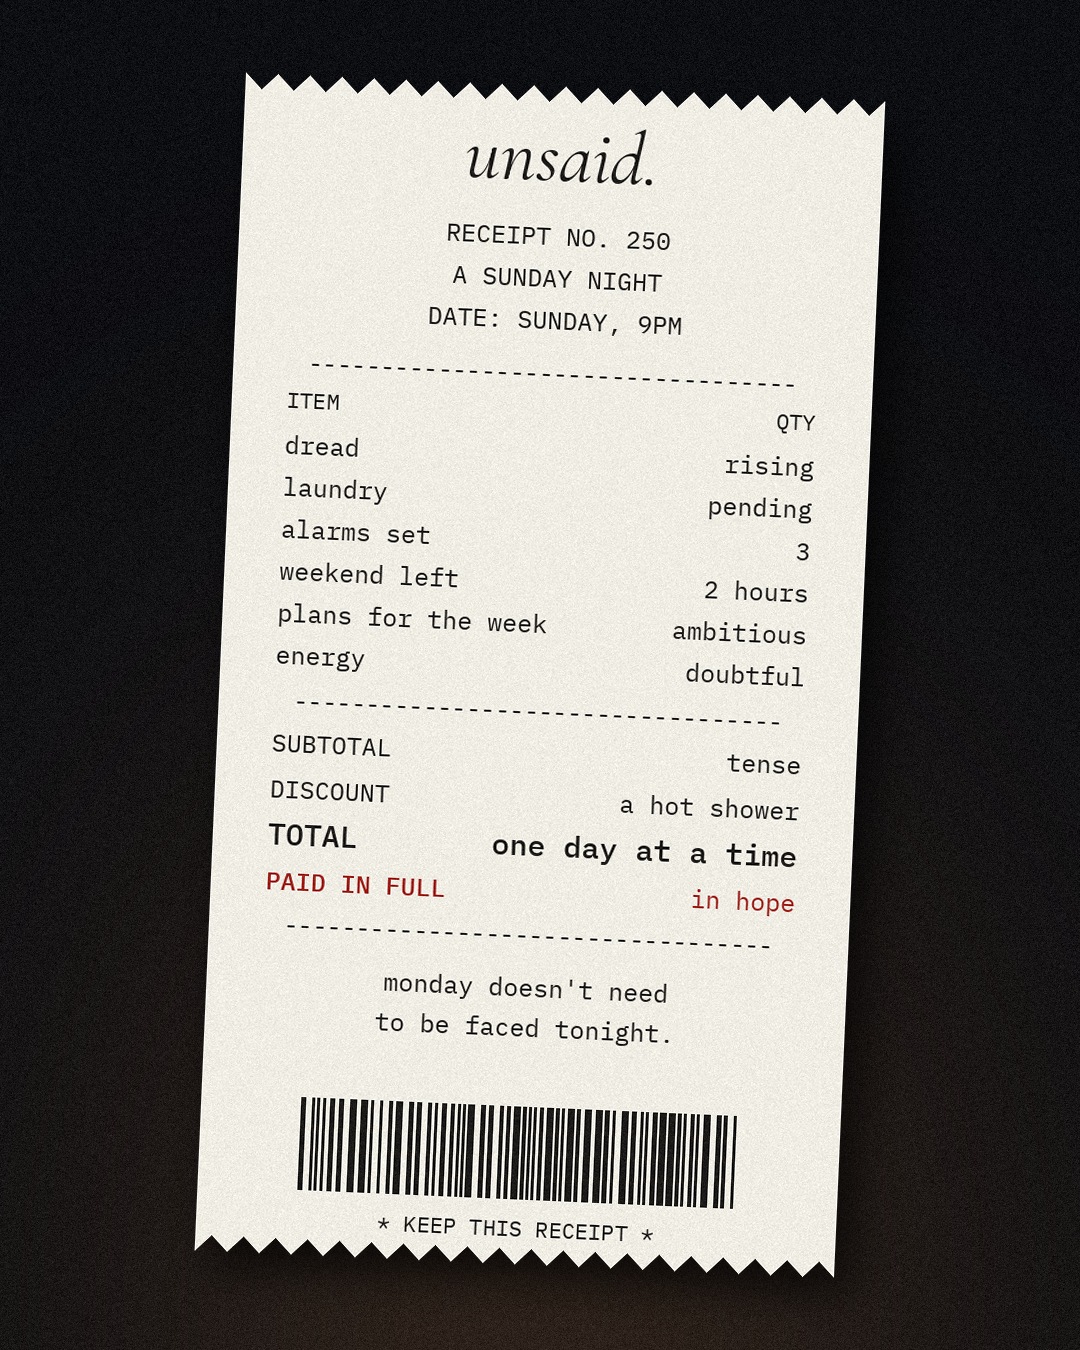 unsaid.
RECEIPT NO. 250
A SUNDAY NIGHT
DATE: SUNDAY, 9PM
---------------------------------
ITEM QTY
dread rising
laundry pending
alarms set 3
weekend left 2 hours
plans for the week ambitious
energy doubtful
---------------------------------
SUBTOTAL tense
DISCOUNT a hot shower
TOTAL one day at a time
PAID IN FULL in hope
---------------------------------
monday doesn't need
to be faced tonight.
* KEEP THIS RECEIPT *